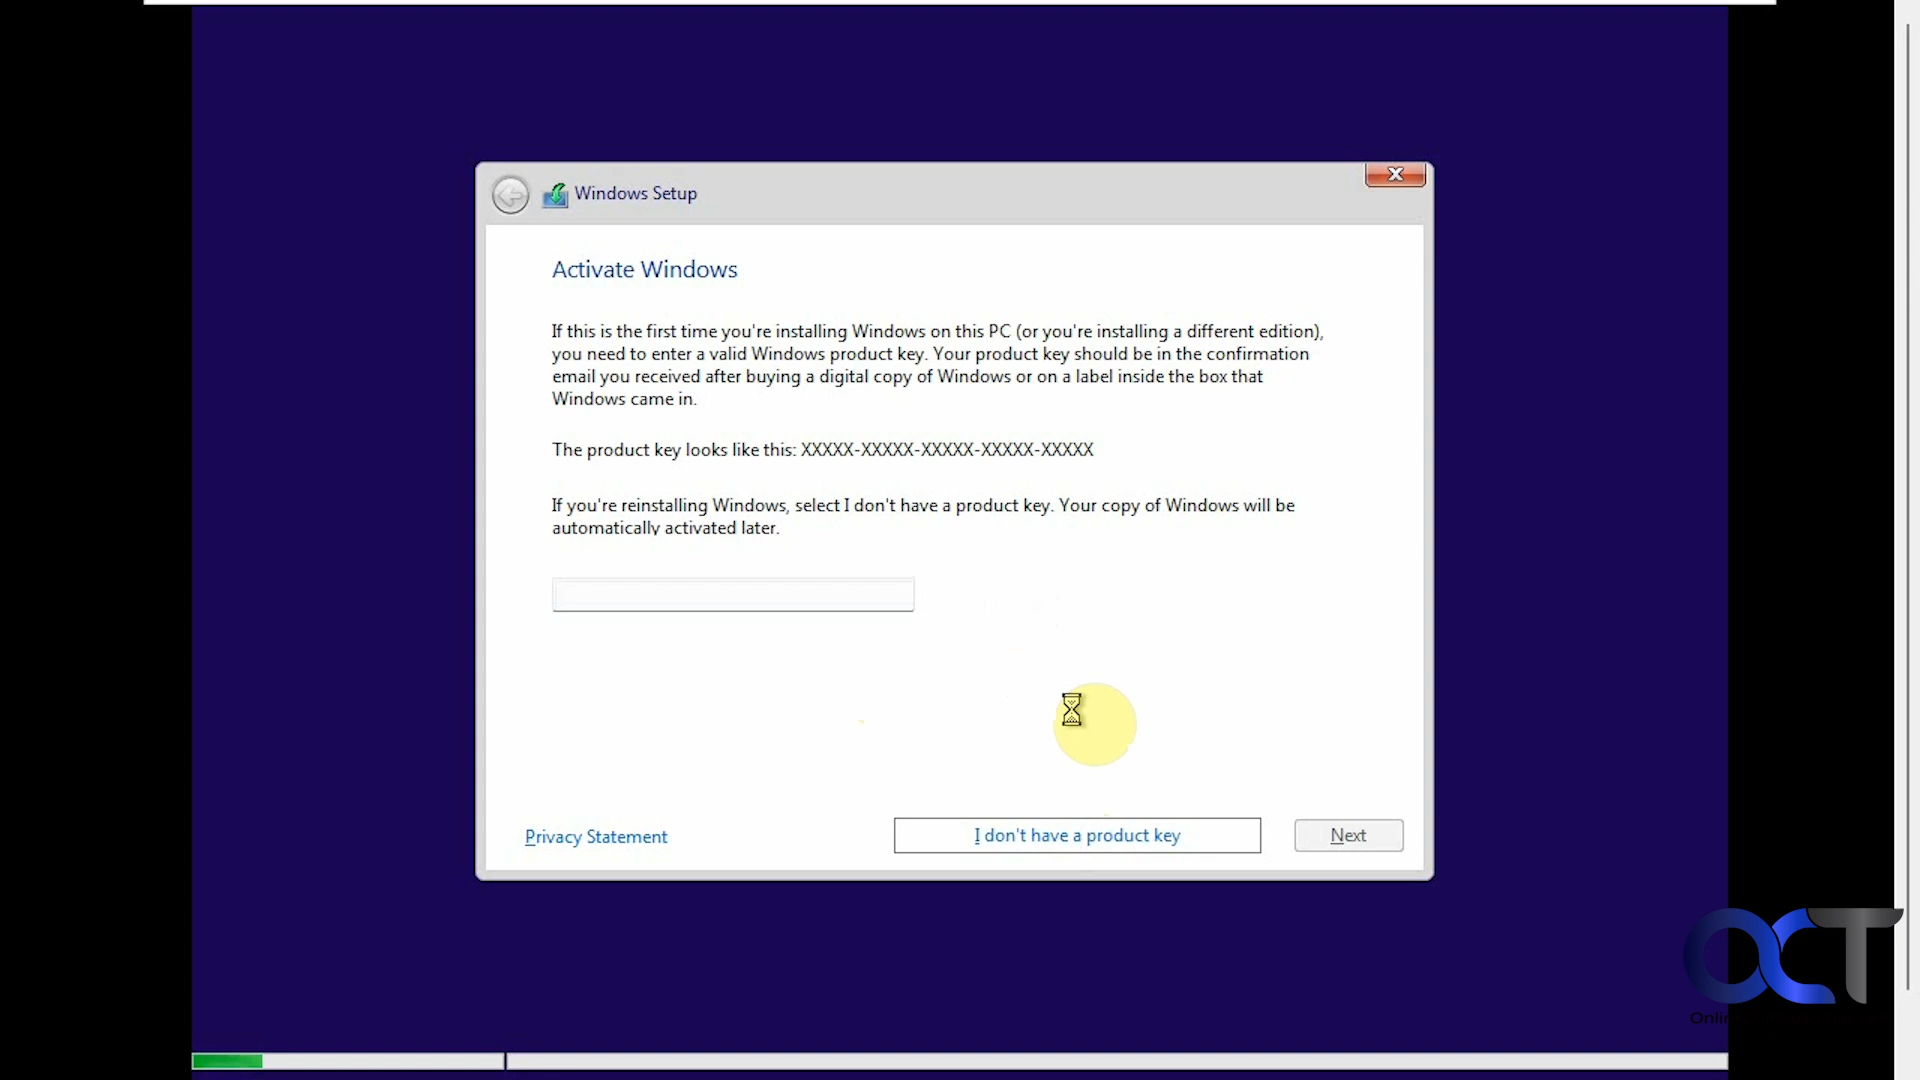 Windows Setup
Activate Windows
If this is the first time you're installing Windows on this PC (or you're installing a different edition),
you need to enter a valid Windows product key. Your product key should be in the confirmation
email you received after buying a digital copy of Windows or on a label inside the box that
Windows came in.
The product key looks like this: XXXXX-XXXXX-XXXXX-XXXXX-XXXXX
If you're reinstalling Windows, select I don't have a product key. Your copy of Windows will be
automatically activated later.
Privacy Statement
I don't have a product key
Next
OCT